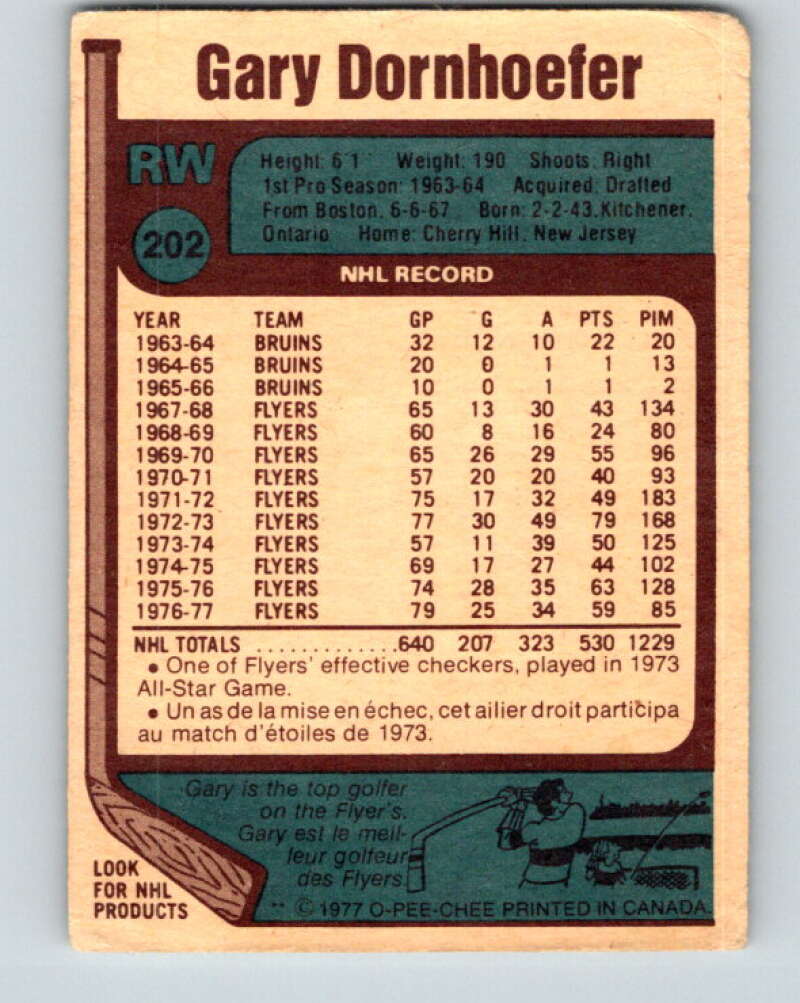 Gary Dornhoefer
RW
202
Height: 6'1" Weight: 190 Shoots: Right
1st Pro Season: 1963-64 Acquired: Drafted
From Boston, 6-6-67 Born: 2-2-43, Kitchener,
Ontario Home: Cherry Hill, New Jersey
NHL RECORD
YEAR TEAM GP G A PTS PIM
1963-64 BRUINS 32 12 10 22 20
1964-65 BRUINS 20 0 1 1 13
1965-66 BRUINS 10 0 1 1 2
1967-68 FLYERS 65 13 30 43 134
1968-69 FLYERS 60 8 16 24 80
1969-70 FLYERS 65 26 29 55 96
1970-71 FLYERS 57 20 20 40 93
1971-72 FLYERS 75 17 32 49 183
1972-73 FLYERS 77 30 49 79 168
1973-74 FLYERS 57 11 39 50 125
1974-75 FLYERS 69 17 27 44 102
1975-76 FLYERS 74 28 35 63 128
1976-77 FLYERS 79 25 34 59 85
NHL TOTALS .............. 640 207 323 530 1229
• One of Flyers' effective checkers, played in 1973
All-Star Game.
• Un as de la mise en échec, cet ailier droit participa
au match d'étoiles de 1973.
Gary is the top golfer
on the Flyer's.
Gary est le meil-
leur golfeur
des Flyers.
LOOK
FOR NHL
PRODUCTS
** © 1977 O-PEE-CHEE PRINTED IN CANADA